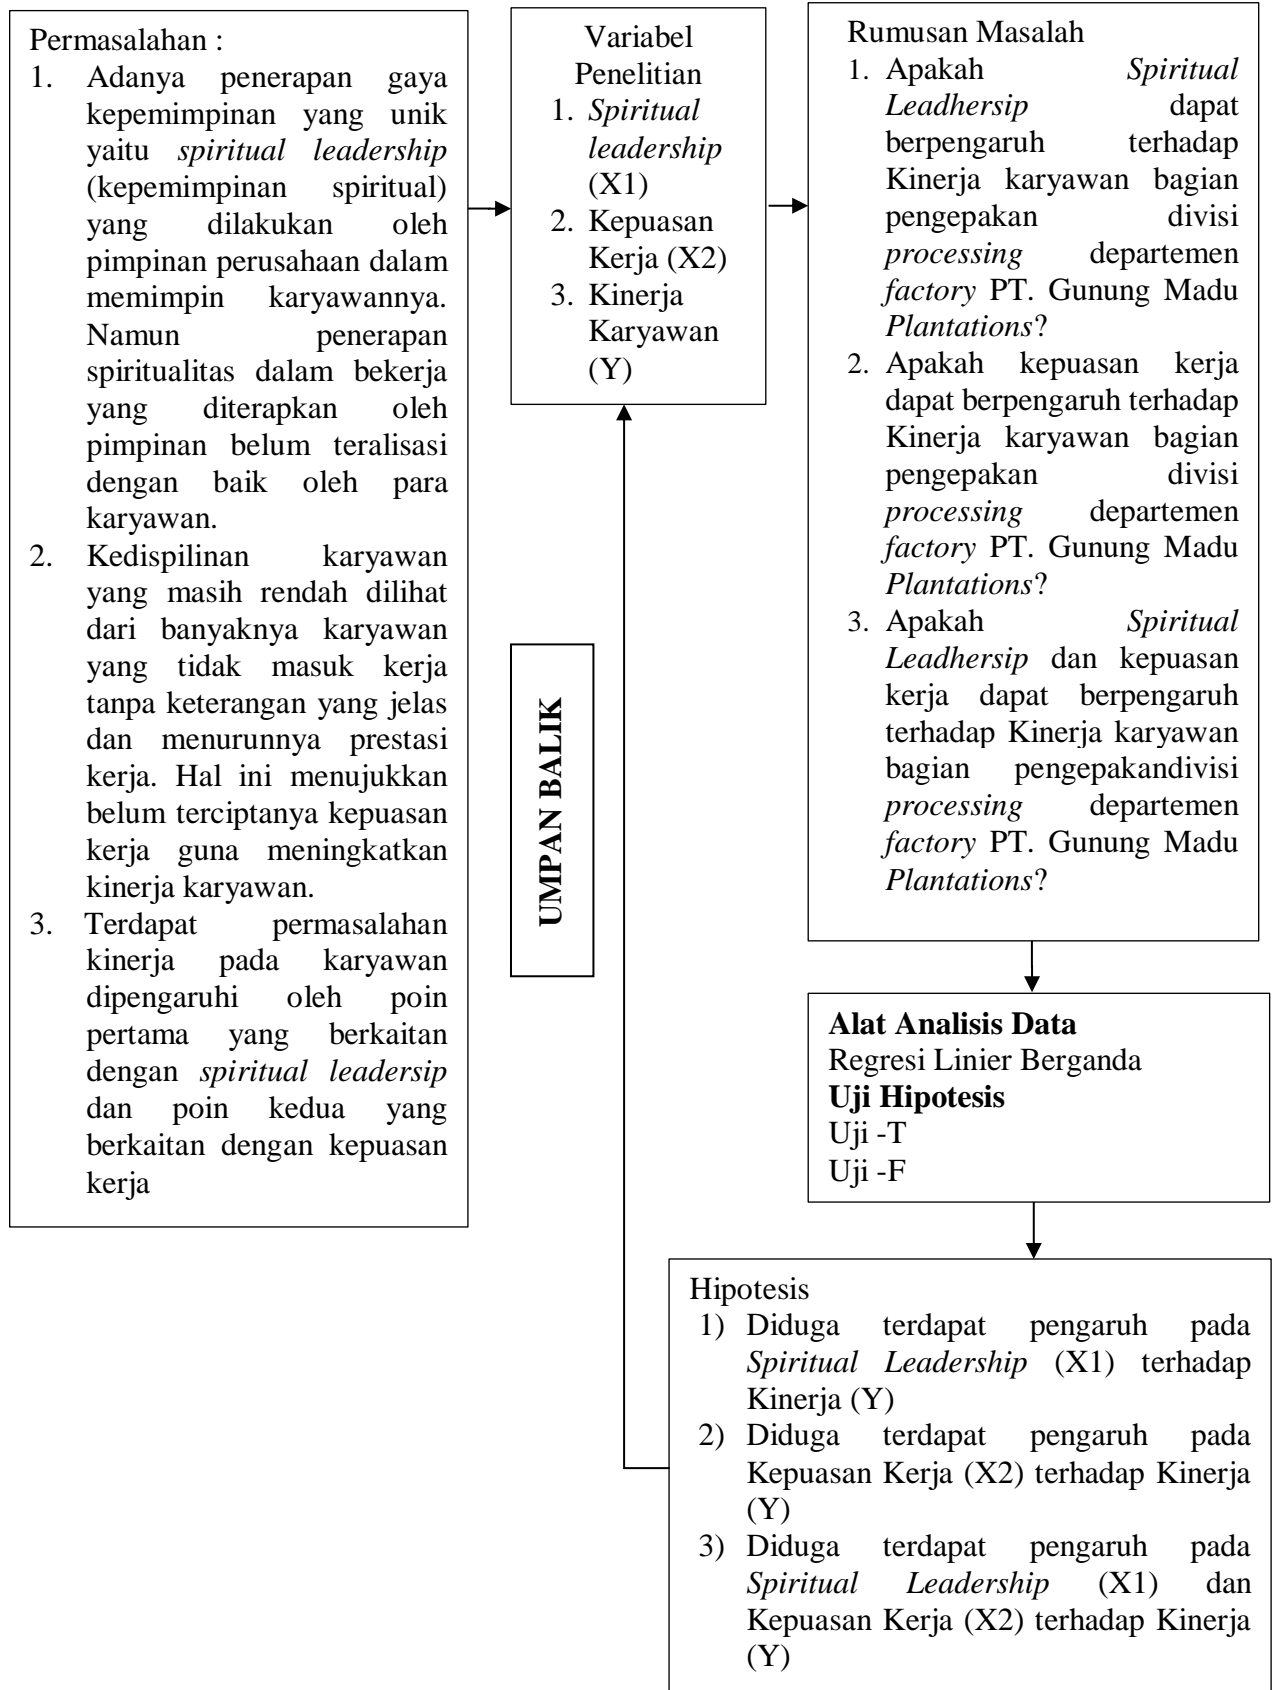 Permasalahan :
1. Adanya penerapan gaya
kepemimpinan yang unik
yaitu spiritual leadership
(kepemimpinan spiritual)
yang dilakukan oleh
pimpinan perusahaan dalam
memimpin karyawannya.
Namun penerapan
spiritualitas dalam bekerja
yang diterapkan oleh
pimpinan belum teralisasi
dengan baik oleh para
karyawan.
2. Kedispilinan karyawan
yang masih rendah dilihat
dari banyaknya karyawan
yang tidak masuk kerja
tanpa keterangan yang jelas
dan menurunnya prestasi
kerja. Hal ini menujukkan
belum terciptanya kepuasan
kerja guna meningkatkan
kinerja karyawan.
3. Terdapat permasalahan
kinerja pada karyawan
dipengaruhi oleh poin
pertama yang berkaitan
dengan spiritual leadersip
dan poin kedua yang
berkaitan dengan kepuasan
kerja
Variabel
Penelitian
1. Spiritual
leadership
(X1)
2. Kepuasan
Kerja (X2)
3. Kinerja
Karyawan
(Y)
UMPAN BALIK
Rumusan Masalah
1. Apakah Spiritual
Leadhersip dapat
berpengaruh terhadap
Kinerja karyawan bagian
pengepakan divisi
processing departemen
factory PT. Gunung Madu
Plantations?
2. Apakah kepuasan kerja
dapat berpengaruh terhadap
Kinerja karyawan bagian
pengepakan divisi
processing departemen
factory PT. Gunung Madu
Plantations?
3. Apakah Spiritual
Leadhersip dan kepuasan
kerja dapat berpengaruh
terhadap Kinerja karyawan
bagian pengepakandivisi
processing departemen
factory PT. Gunung Madu
Plantations?
Alat Analisis Data
Regresi Linier Berganda
Uji Hipotesis
Uji -T
Uji -F
Hipotesis
1) Diduga terdapat pengaruh pada
Spiritual Leadership (X1) terhadap
Kinerja (Y)
2) Diduga terdapat pengaruh pada
Kepuasan Kerja (X2) terhadap Kinerja
(Y)
3) Diduga terdapat pengaruh pada
Spiritual Leadership (X1) dan
Kepuasan Kerja (X2) terhadap Kinerja
(Y)